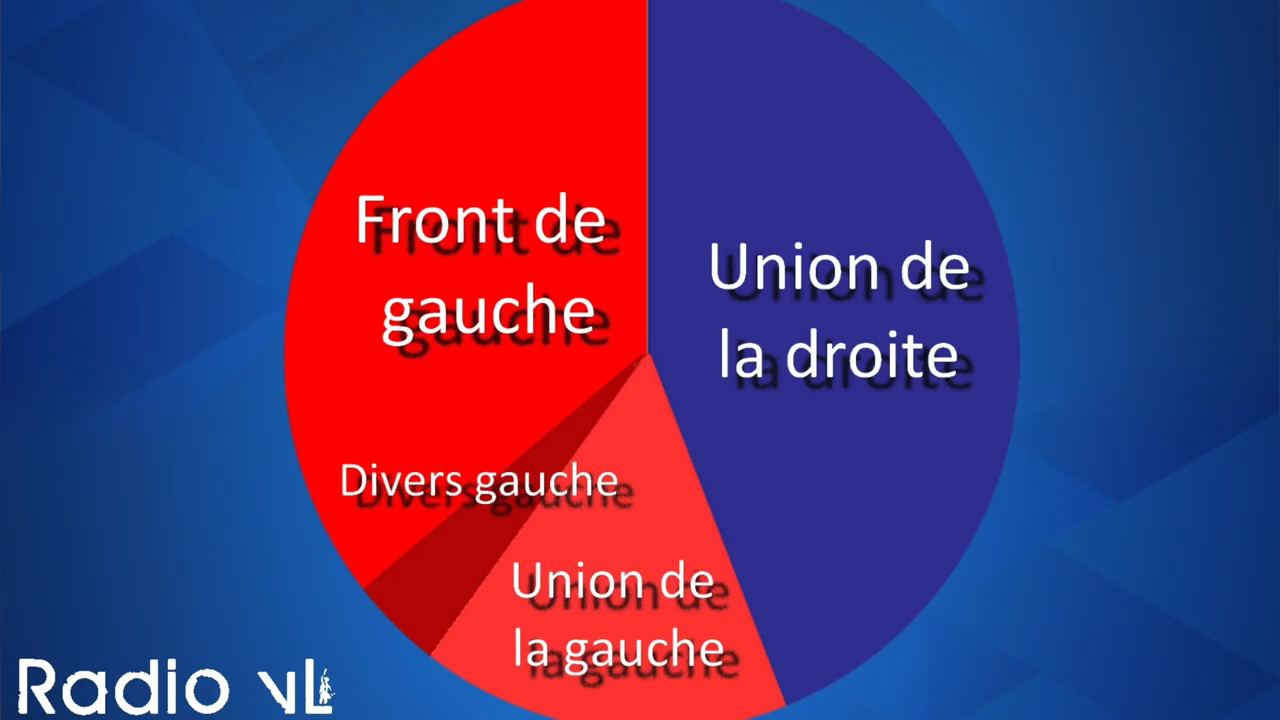 Front de
gauche
Union de
la droite
Divers gauche
Union de
la gauche
Radio VL